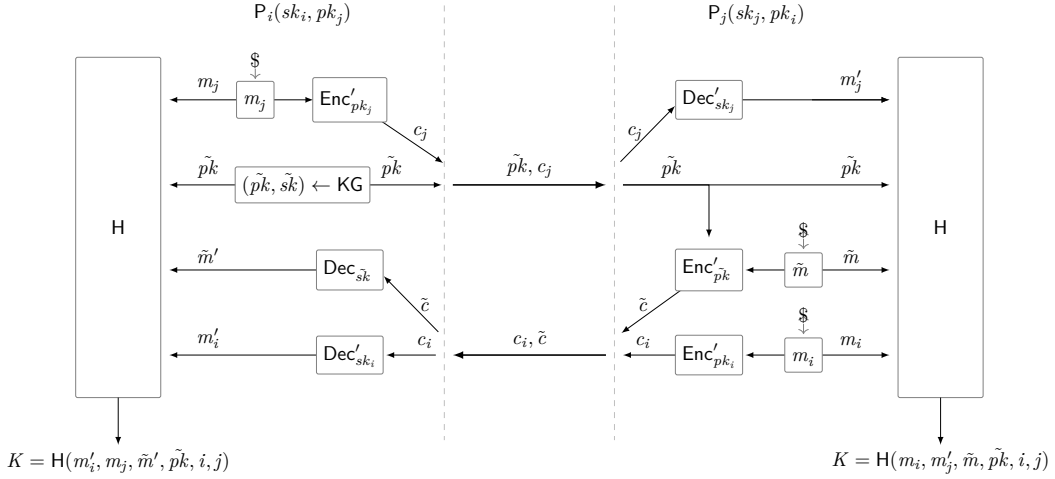 P_i(sk_i, pk_j) P_j(sk_j, pk_i)
$
m_j m_j Enc'_{pk_j} Dec'_{sk_j} m'_j
c_j c_j
p̃k (p̃k, s̃k) ← KG p̃k p̃k, c_j p̃k p̃k
H H
$
m̃' Dec_{s̃k} Enc'_{p̃k} m̃ m̃
c̃ c̃
$
m'_i Dec'_{sk_i} c_i c_i, c̃ c_i Enc'_{pk_i} m_i m_i
K = H(m'_i, m_j, m̃', p̃k, i, j) K = H(m_i, m'_j, m̃, p̃k, i, j)